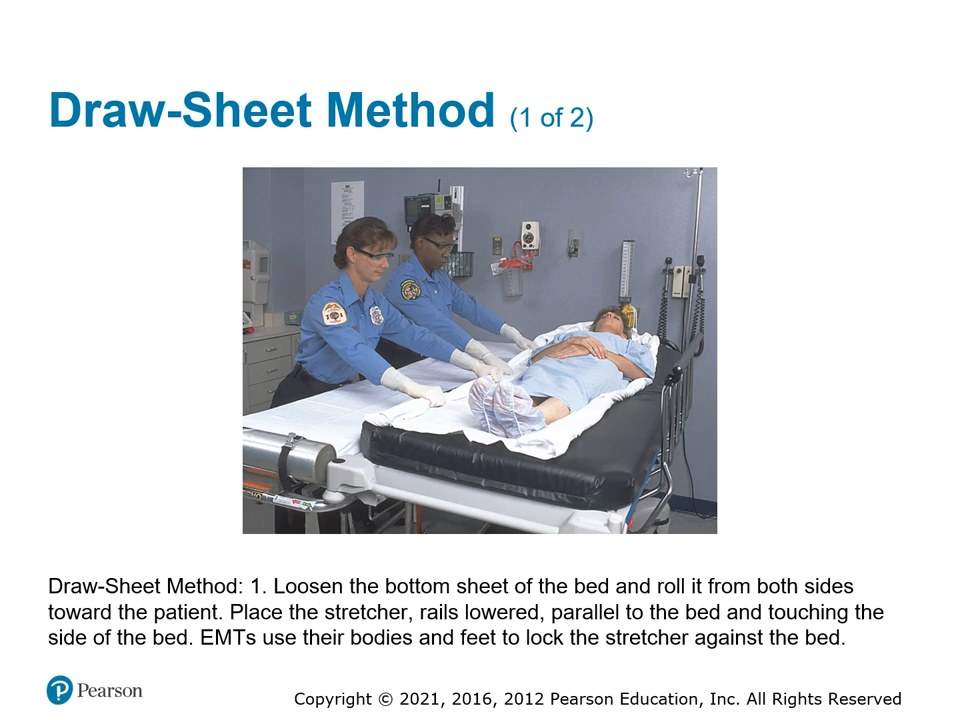 Draw-Sheet Method (1 of 2)
Draw-Sheet Method: 1. Loosen the bottom sheet of the bed and roll it from both sides
toward the patient. Place the stretcher, rails lowered, parallel to the bed and touching the
side of the bed. EMTs use their bodies and feet to lock the stretcher against the bed.
Pearson
Copyright © 2021, 2016, 2012 Pearson Education, Inc. All Rights Reserved